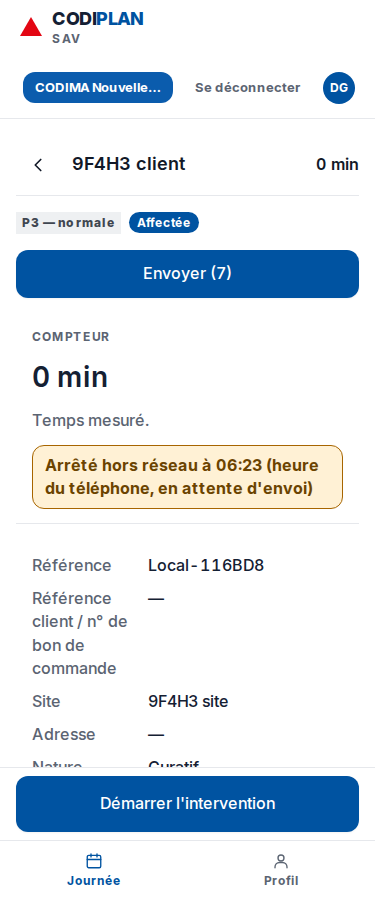 CODIPLAN
SAV
CODIMA Nouvelle...
Se déconnecter
DG
9F4H3 client
0 min
P3 — normale
Affectée
Envoyer (7)
COMPTEUR
0 min
Temps mesuré.
Arrêté hors réseau à 06:23 (heure
du téléphone, en attente d'envoi)
Référence
Local-116BD8
Référence
client / n° de
bon de
commande
—
Site
9F4H3 site
Adresse
—
Nature
Curatif
Démarrer l'intervention
Journée
Profil